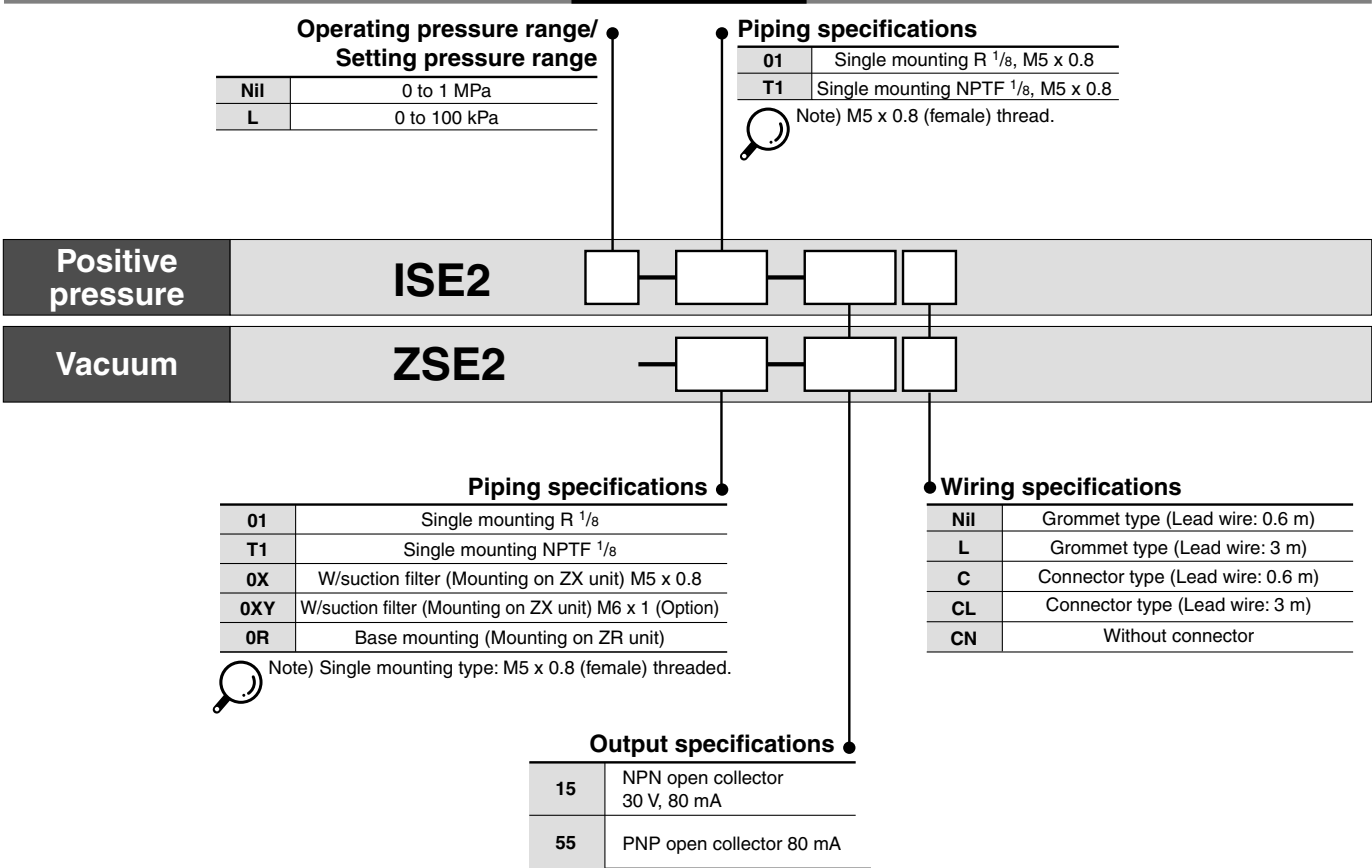 Operating pressure range/
Setting pressure range
Nil 0 to 1 MPa
L 0 to 100 kPa
Piping specifications
01 Single mounting R 1/8, M5 x 0.8
T1 Single mounting NPTF 1/8, M5 x 0.8
Note) M5 x 0.8 (female) thread.
Positive
pressure
ISE2
Vacuum
ZSE2
Piping specifications
01 Single mounting R 1/8
T1 Single mounting NPTF 1/8
0X W/suction filter (Mounting on ZX unit) M5 x 0.8
0XY W/suction filter (Mounting on ZX unit) M6 x 1 (Option)
0R Base mounting (Mounting on ZR unit)
Note) Single mounting type: M5 x 0.8 (female) threaded.
Wiring specifications
Nil Grommet type (Lead wire: 0.6 m)
L Grommet type (Lead wire: 3 m)
C Connector type (Lead wire: 0.6 m)
CL Connector type (Lead wire: 3 m)
CN Without connector
Output specifications
15 NPN open collector
30 V, 80 mA
55 PNP open collector 80 mA